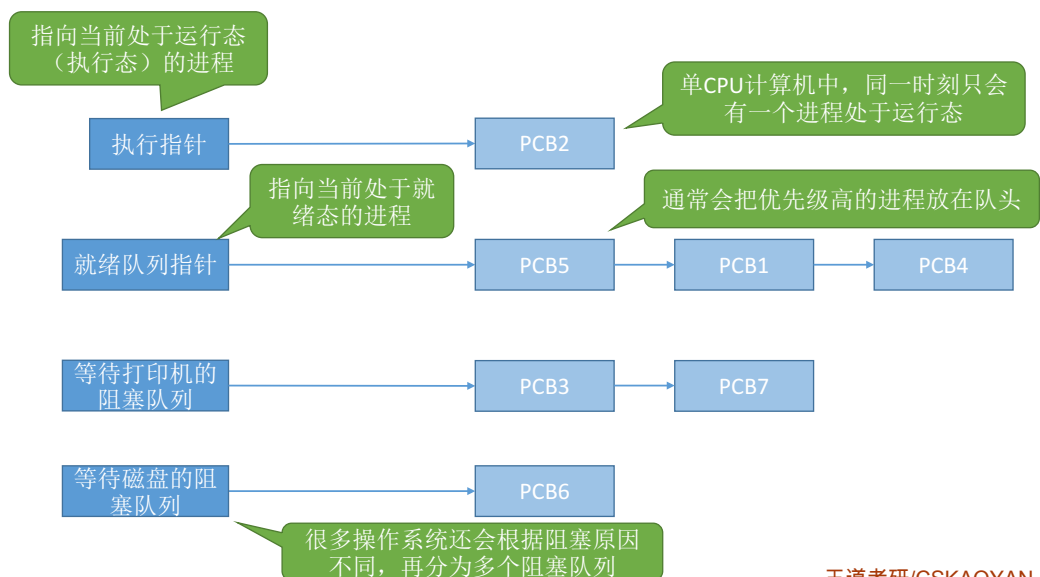 指向当前处于运行态
（执行态）的进程
单CPU计算机中，同一时刻只会
有一个进程处于运行态
执行指针
PCB2
指向当前处于就
绪态的进程
通常会把优先级高的进程放在队头
就绪队列指针
PCB5
PCB1
PCB4
等待打印机的
阻塞队列
PCB3
PCB7
等待磁盘的阻
塞队列
PCB6
很多操作系统还会根据阻塞原因
不同，再分为多个阻塞队列
王道考研/CSKAOYAN